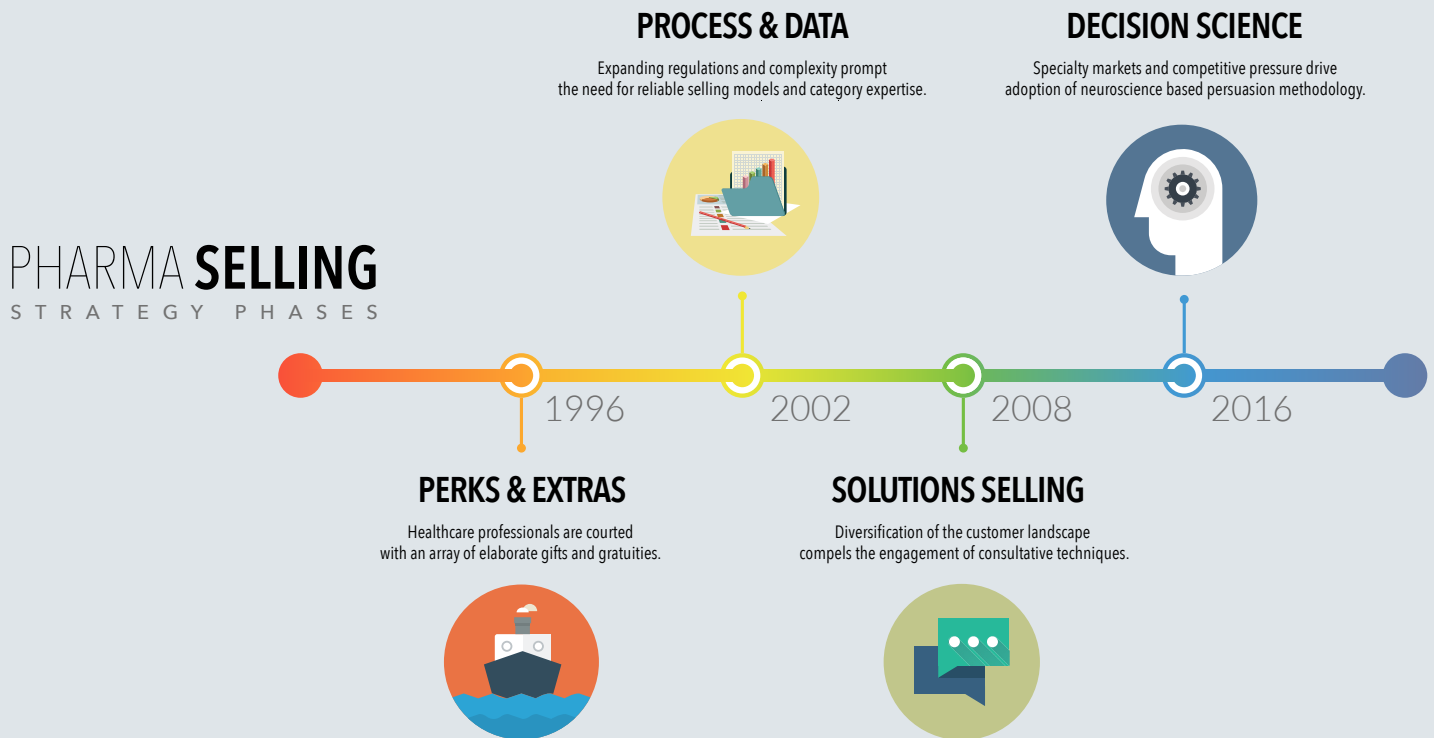 PROCESS & DATA
Expanding regulations and complexity prompt
the need for reliable selling models and category expertise.
DECISION SCIENCE
Specialty markets and competitive pressure drive
adoption of neuroscience based persuasion methodology.
PHARMA SELLING
STRATEGY PHASES
1996
2002
2008
2016
PERKS & EXTRAS
Healthcare professionals are courted
with an array of elaborate gifts and gratuities.
SOLUTIONS SELLING
Diversification of the customer landscape
compels the engagement of consultative techniques.